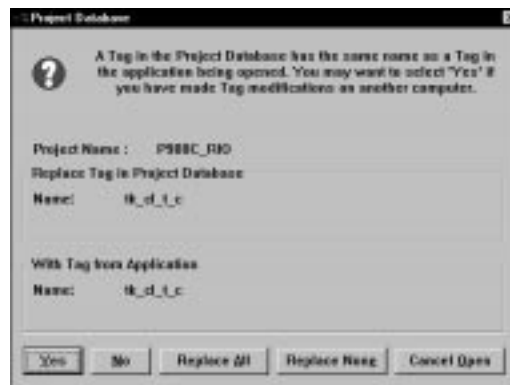 Project Database
A Tag in the Project Database has the same name as a Tag in
the application being opened. You may want to select "Yes" if
you have made Tag modifications on another computer.
Project Name :
Replace Tag in Project Database
Name:
With Tag from Application
Name:
Yes No Replace All Replace None Cancel Open